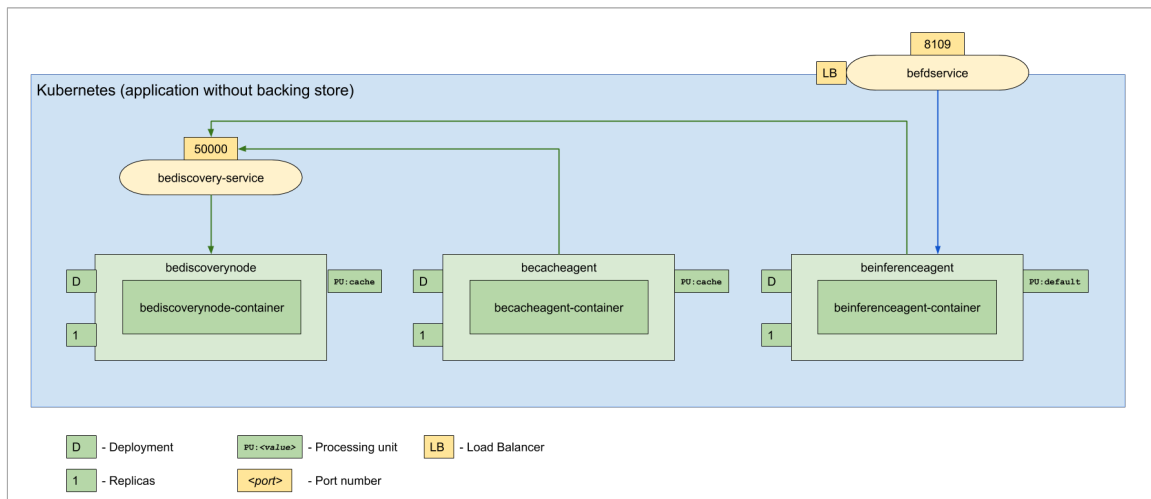 8109
LB
befdservice
Kubernetes (application without backing store)
50000
bediscovery-service
bediscoverynode
D
PU:cache
bediscoverynode-container
1
becacheagent
D
PU:cache
becacheagent-container
1
beinferenceagent
D
PU:default
beinferenceagent-container
1
D - Deployment
PU:<value> - Processing unit
LB - Load Balancer
1 - Replicas
<port> - Port number